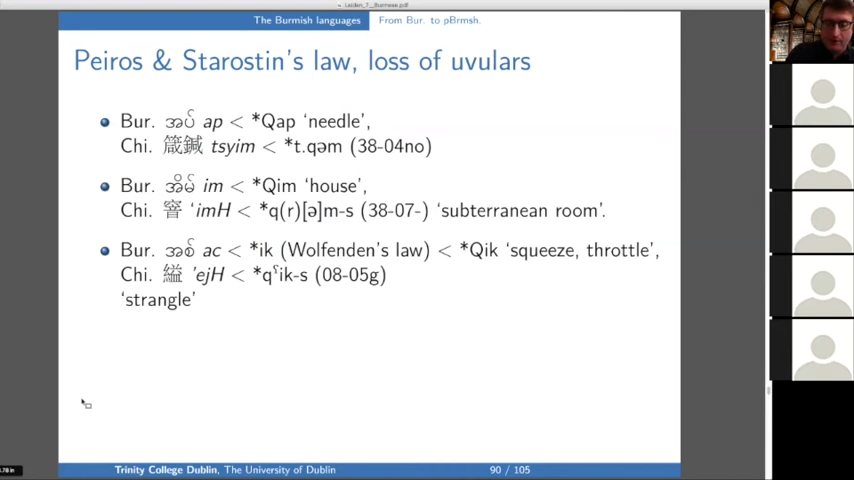 Leiden_7__Burmese.pdf
The Burmish languages From Bur. to pBrmsh.
Peiros & Starostin's law, loss of uvulars
Bur. အပ် ap < *Qap ‘needle’,
Chi. 箴鍼 tsyim < *t.qəm (38-04no)
Bur. အိမ် im < *Qim ‘house’,
Chi. 窨 ‘imH < *q(r)[ə]m-s (38-07-) ‘subterranean room’.
Bur. အစ် ac < *ik (Wolfenden's law) < *Qik ‘squeeze, throttle’,
Chi. 縊 ’ejH < *qˤik-s (08-05g)
‘strangle’
Trinity College Dublin, The University of Dublin 90 / 105